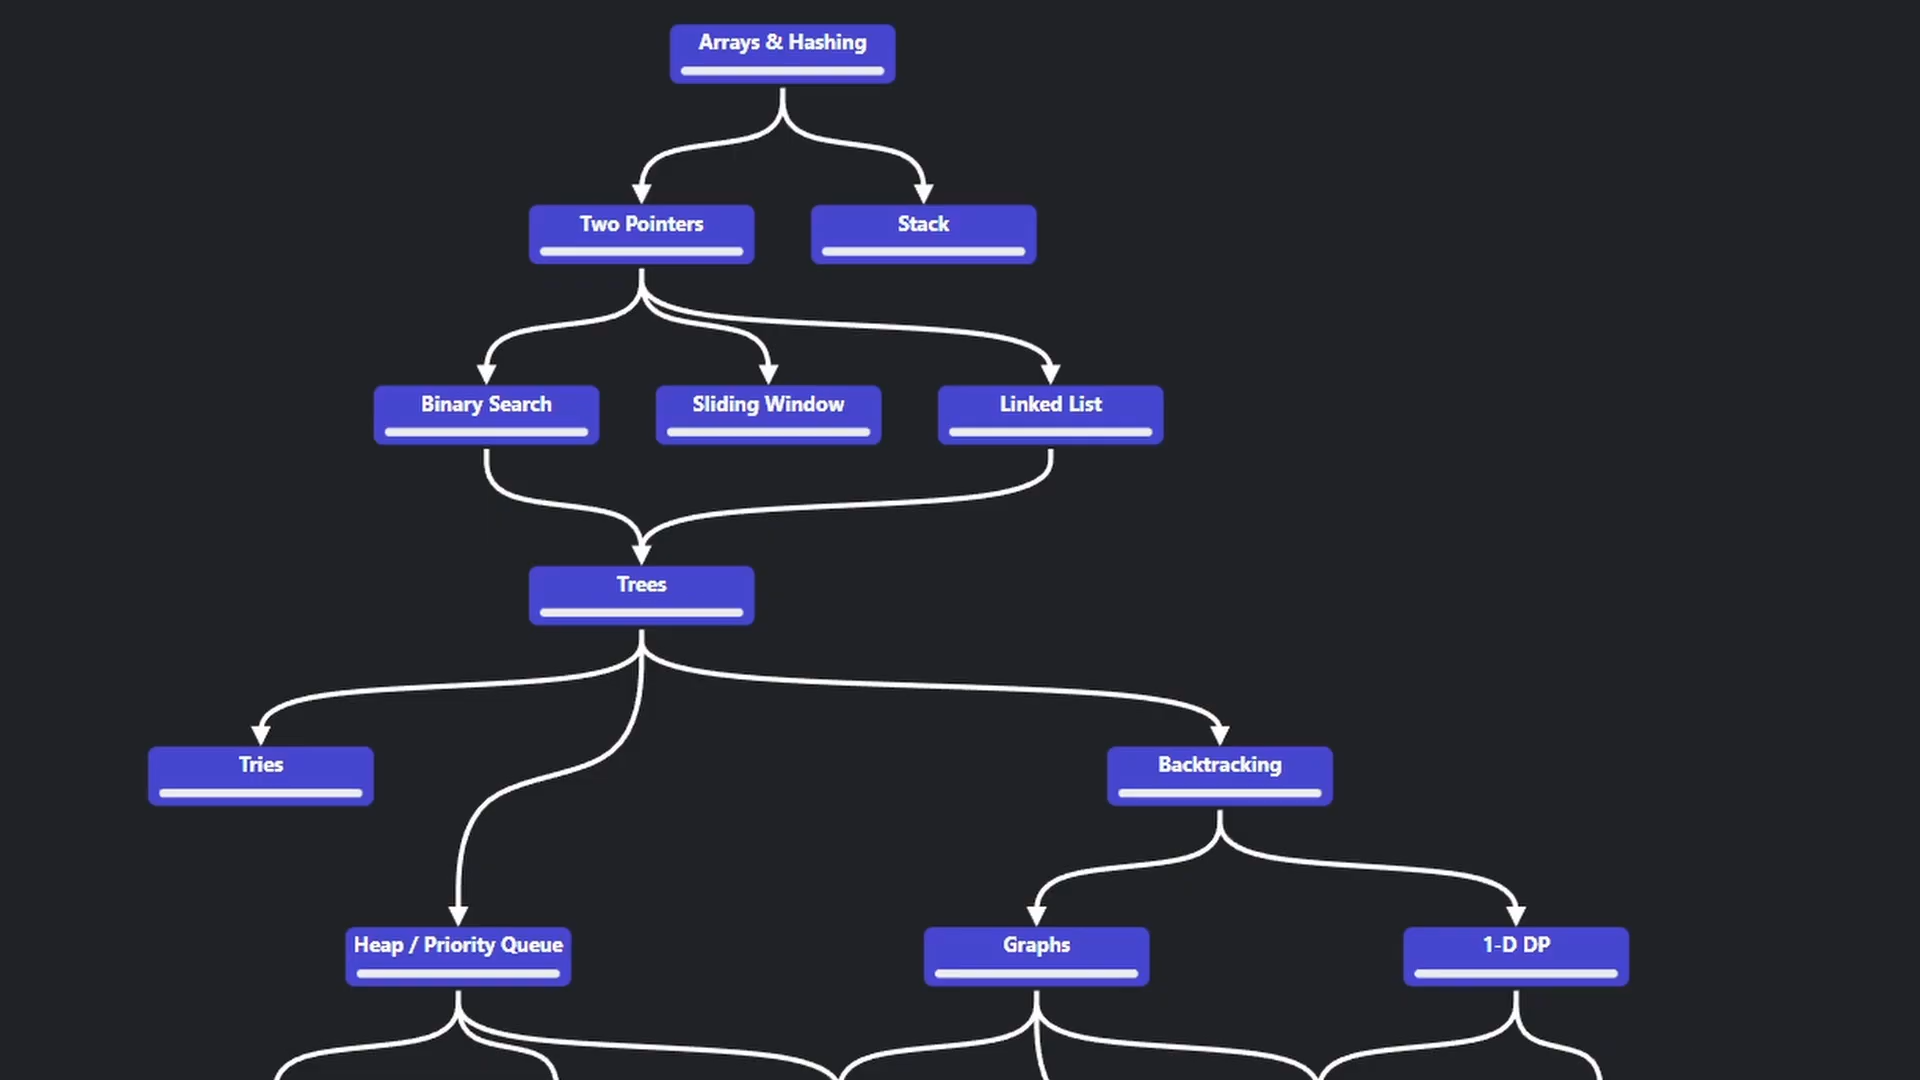 Arrays & Hashing
Two Pointers
Stack
Binary Search
Sliding Window
Linked List
Trees
Tries
Backtracking
Heap / Priority Queue
Graphs
1-D DP